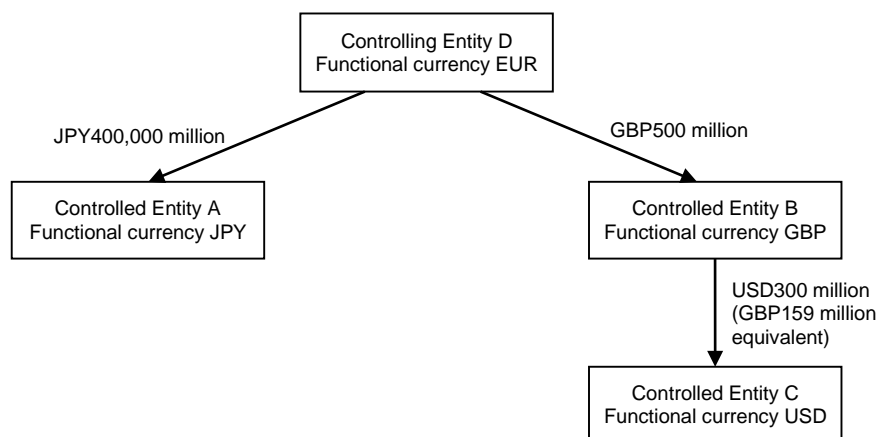 Controlling Entity D
Functional currency EUR
JPY400,000 million
GBP500 million
Controlled Entity A
Functional currency JPY
Controlled Entity B
Functional currency GBP
USD300 million
(GBP159 million
equivalent)
Controlled Entity C
Functional currency USD